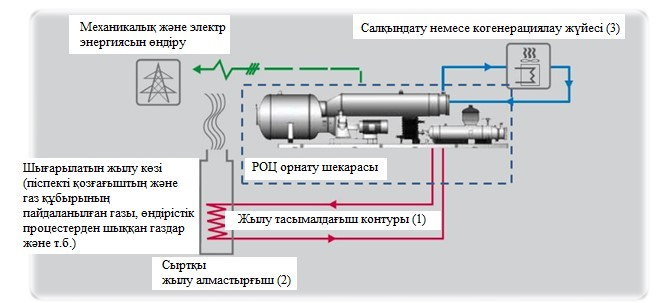 Механикалық және электр
энергиясын өндіру
Салқындату немесе когенерациялау жүйесі (3)
РОЦ орнату шекарасы
Шығарылатын жылу көзі
(піспекті қозғағыштың және
газ құбырының
пайдаланылған газы, өндірістік
процестерден шыққан газдар
және т.б.)
Жылу тасымалдағыш контуры (1)
Сыртқы
жылу алмастырғыш (2)